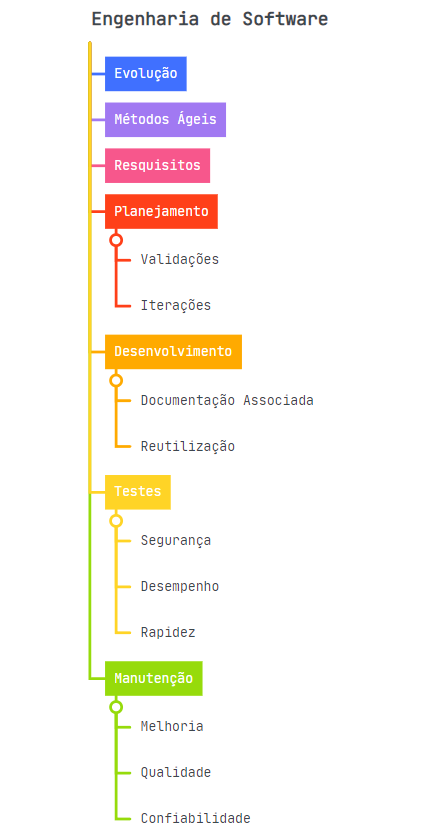 Engenharia de Software
Evolução
Métodos Ágeis
Resquisitos
Planejamento
Validações
Iterações
Desenvolvimento
Documentação Associada
Reutilização
Testes
Segurança
Desempenho
Rapidez
Manutenção
Melhoria
Qualidade
Confiabilidade